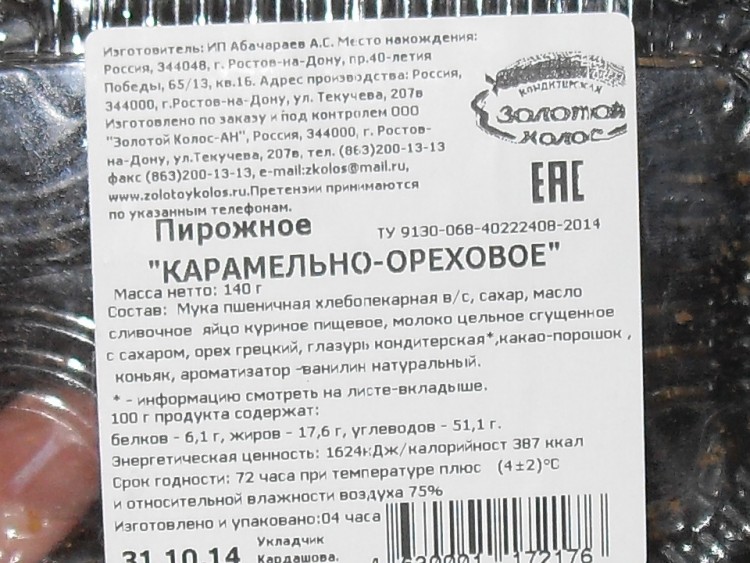 Изготовитель: ИП Абачараев А.С. Место нахождения:
Россия, 344048, г. Ростов-на-Дону, пр.40-летия
Победы, 65/13, кв.16. Адрес производства: Россия,
344000, г.Ростов-на-Дону, ул. Текучева, 207в
Изготовлено по заказу и под контролем ООО
"Золотой Колос-АН", Россия, 344000, г. Ростов-
на-Дону, ул.Текучева, 207в, тел. (863)200-13-13
факс (863)200-13-13, e-mail:zkolos@mail.ru,
www.zolotoykolos.ru.Претензии принимаются
по указанным телефонам.
КОНДИТЕРСКАЯ
ЗОЛОТОЙ
КОЛОС
ЕАС
Пирожное
ТУ 9130-068-40222408-2014
"КАРАМЕЛЬНО-ОРЕХОВОЕ"
Масса нетто: 140 г
Состав: Мука пшеничная хлебопекарная в/с, сахар, масло
сливочное яйцо куриное пищевое, молоко цельное сгущенное
с сахаром, орех грецкий, глазурь кондитерская*,какао-порошок ,
коньяк, ароматизатор -ванилин натуральный.
* - информацию смотреть на листе-вкладыше.
100 г продукта содержат:
белков - 6,1 г, жиров - 17,6 г, углеводов - 51,1 г.
Энергетическая ценность: 1624кДж/калорийност 387 ккал
Срок годности: 72 часа при температуре плюс (4±2)°С
и относительной влажности воздуха 75%
Изготовлено и упаковано:04 часа
31.10.14
Укладчик
Кардашова.
4 630001 172176